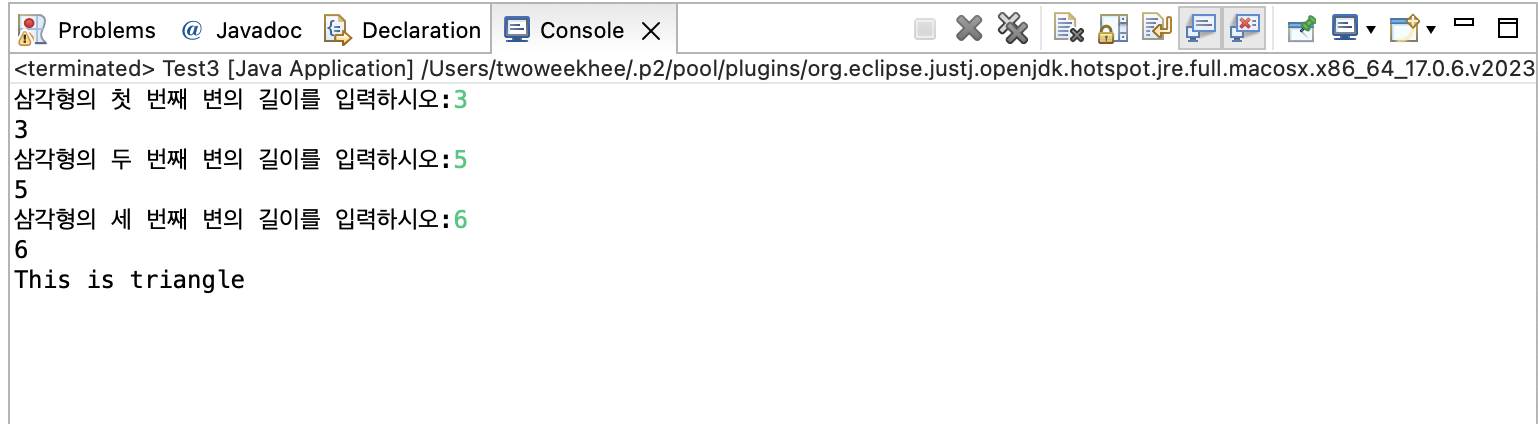 Problems @ Javadoc Declaration Console
<terminated> Test3 [Java Application] /Users/twoweekhee/.p2/pool/plugins/org.eclipse.justj.openjdk.hotspot.jre.full.macosx.x86_64_17.0.6.v2023
삼각형의 첫 번째 변의 길이를 입력하시오:3
3
삼각형의 두 번째 변의 길이를 입력하시오:5
5
삼각형의 세 번째 변의 길이를 입력하시오:6
6
This is triangle